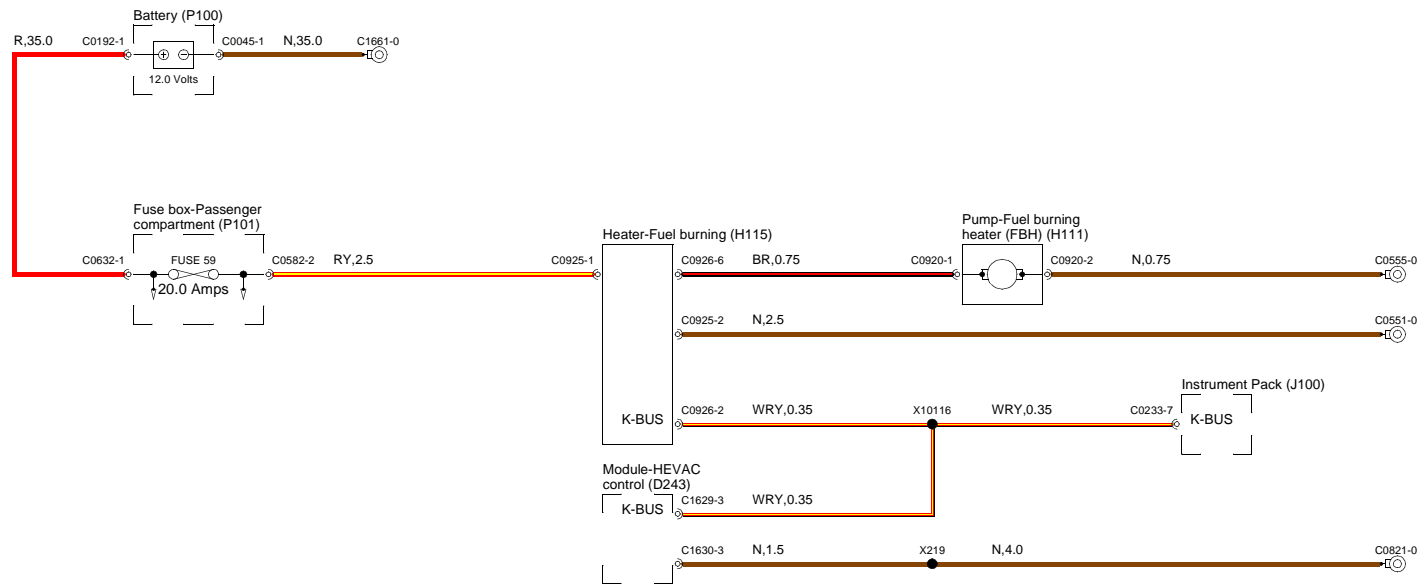 Battery (P100)
R,35.0
C0192-1
C0045-1
N,35.0
C1661-0
12.0 Volts
Fuse box-Passenger
compartment (P101)
C0632-1
FUSE 59
20.0 Amps
C0582-2
RY,2.5
C0925-1
Heater-Fuel burning (H115)
C0926-6
BR,0.75
C0920-1
Pump-Fuel burning
heater (FBH) (H111)
C0920-2
N,0.75
C0555-0
C0925-2
N,2.5
C0551-0
K-BUS
C0926-2
WRY,0.35
X10116
WRY,0.35
C0233-7
Instrument Pack (J100)
K-BUS
Module-HEVAC
control (D243)
K-BUS
C1629-3
WRY,0.35
C1630-3
N,1.5
X219
N,4.0
C0821-0